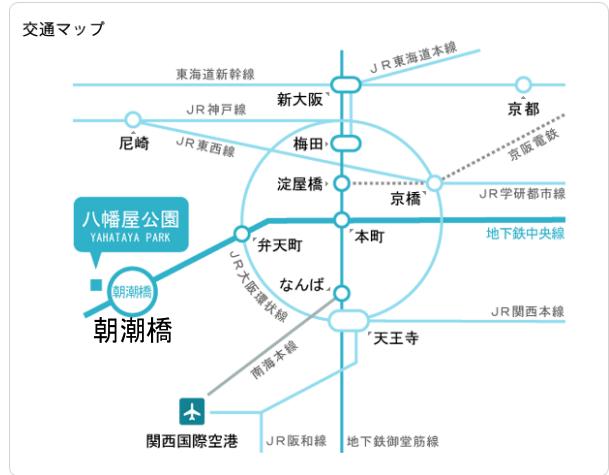 交通マップ
JR東海道本線
東海道新幹線
新大阪
京都
JR神戸線
尼崎
JR東西線
梅田
京阪電鉄
淀屋橋
京橋
JR学研都市線
八幡屋公園
YAHATAYA PARK
弁天町
本町
地下鉄中央線
朝潮橋
朝潮橋
JR大阪環状線
なんば
JR関西本線
天王寺
南海本線
関西国際空港
JR阪和線
地下鉄御堂筋線